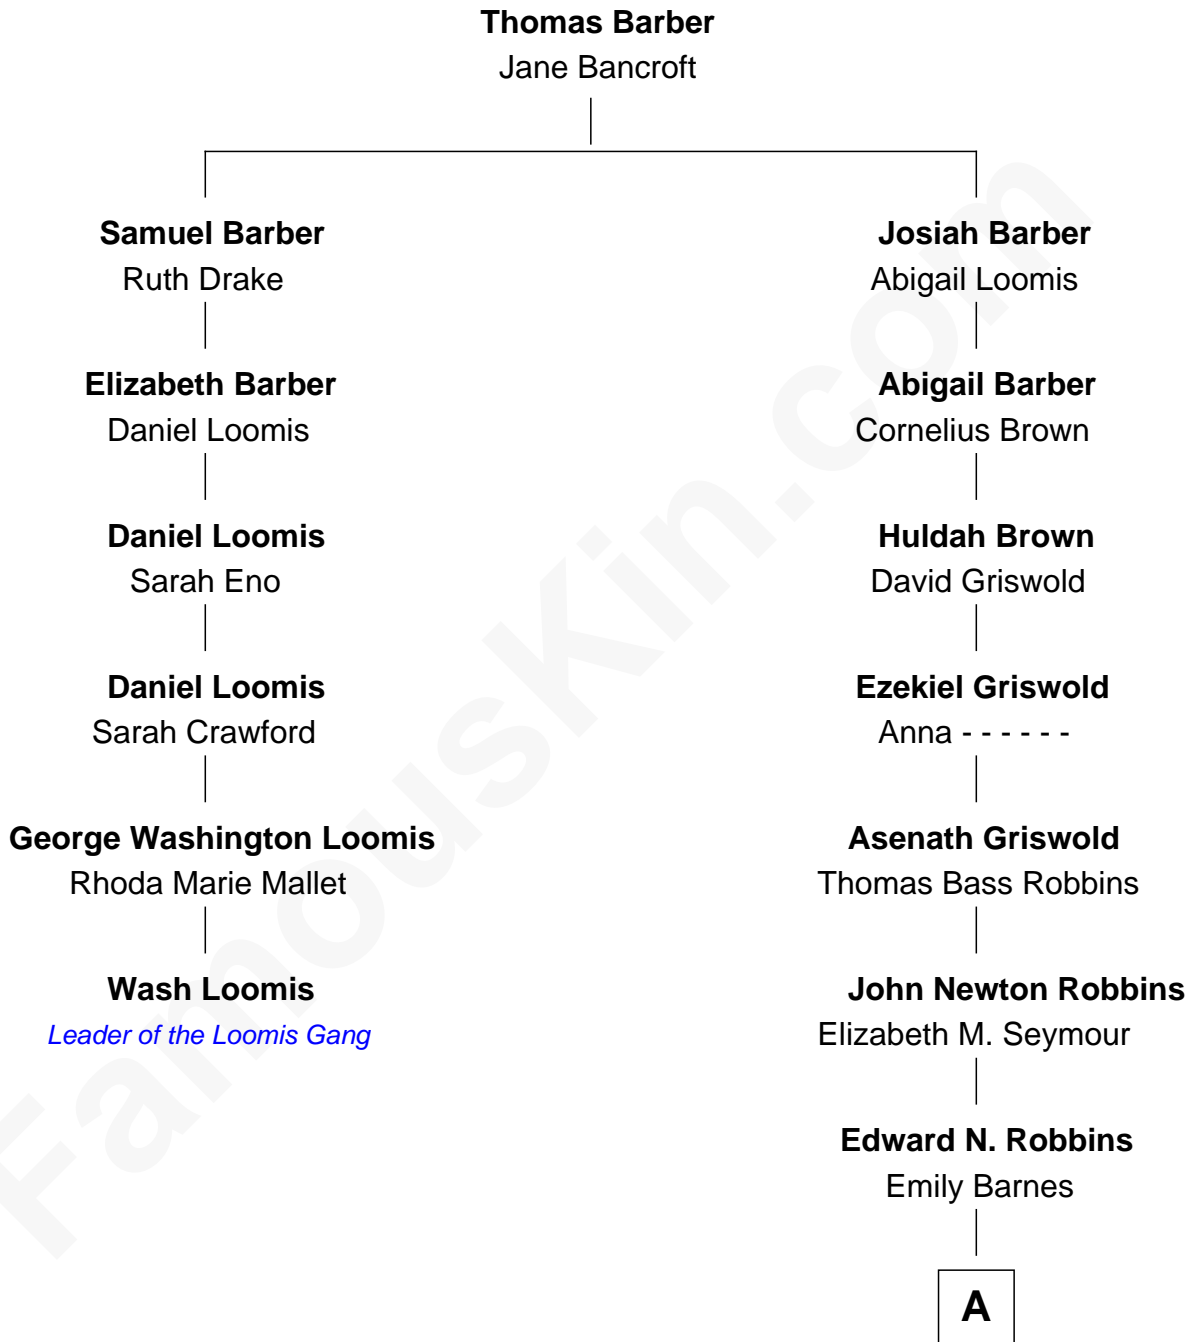 Thomas Barber
Jane Bancroft
Samuel Barber
Ruth Drake
Elizabeth Barber
Daniel Loomis
Daniel Loomis
Sarah Eno
Daniel Loomis
Sarah Crawford
George Washington Loomis
Rhoda Marie Mallet
Wash Loomis
Leader of the Loomis Gang
Josiah Barber
Abigail Loomis
Abigail Barber
Cornelius Brown
Huldah Brown
David Griswold
Ezekiel Griswold
Anna - - - - - -
Asenath Griswold
Thomas Bass Robbins
John Newton Robbins
Elizabeth M. Seymour
Edward N. Robbins
Emily Barnes
A
FamousKin.com